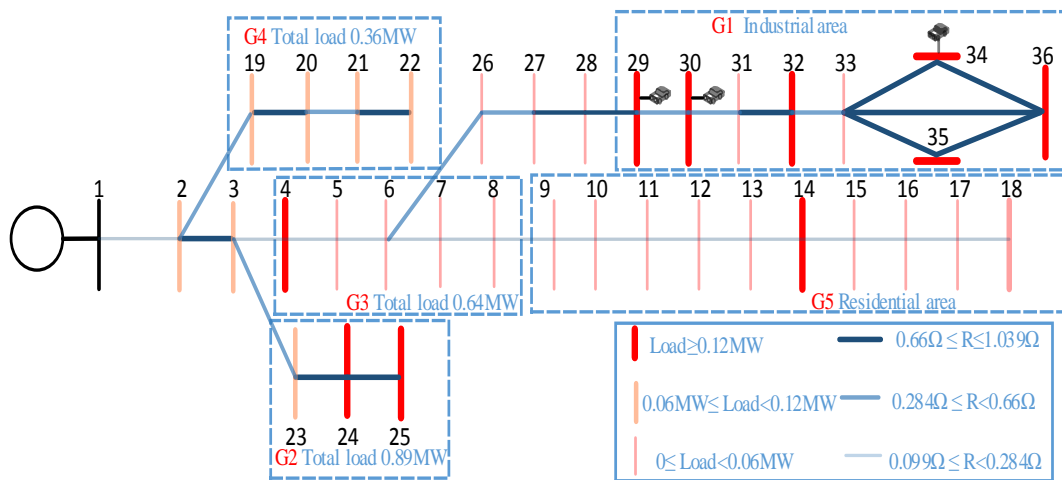 G1 Industrial area
G4 Total load 0.36MW
19 20 21 22
26 27 28 29 30 31 32 33 34 36
35
1 2 3 4 5 6 7 8 9 10 11 12 13 14 15 16 17 18
G3 Total load 0.64MW
G5 Residential area
23 24 25
G2 Total load 0.89MW
Load≥0.12MW
0.66Ω ≤ R≤1.039Ω
0.06MW≤ Load<0.12MW
0.284Ω ≤ R<0.66Ω
0≤ Load<0.06MW
0.099Ω ≤ R<0.284Ω